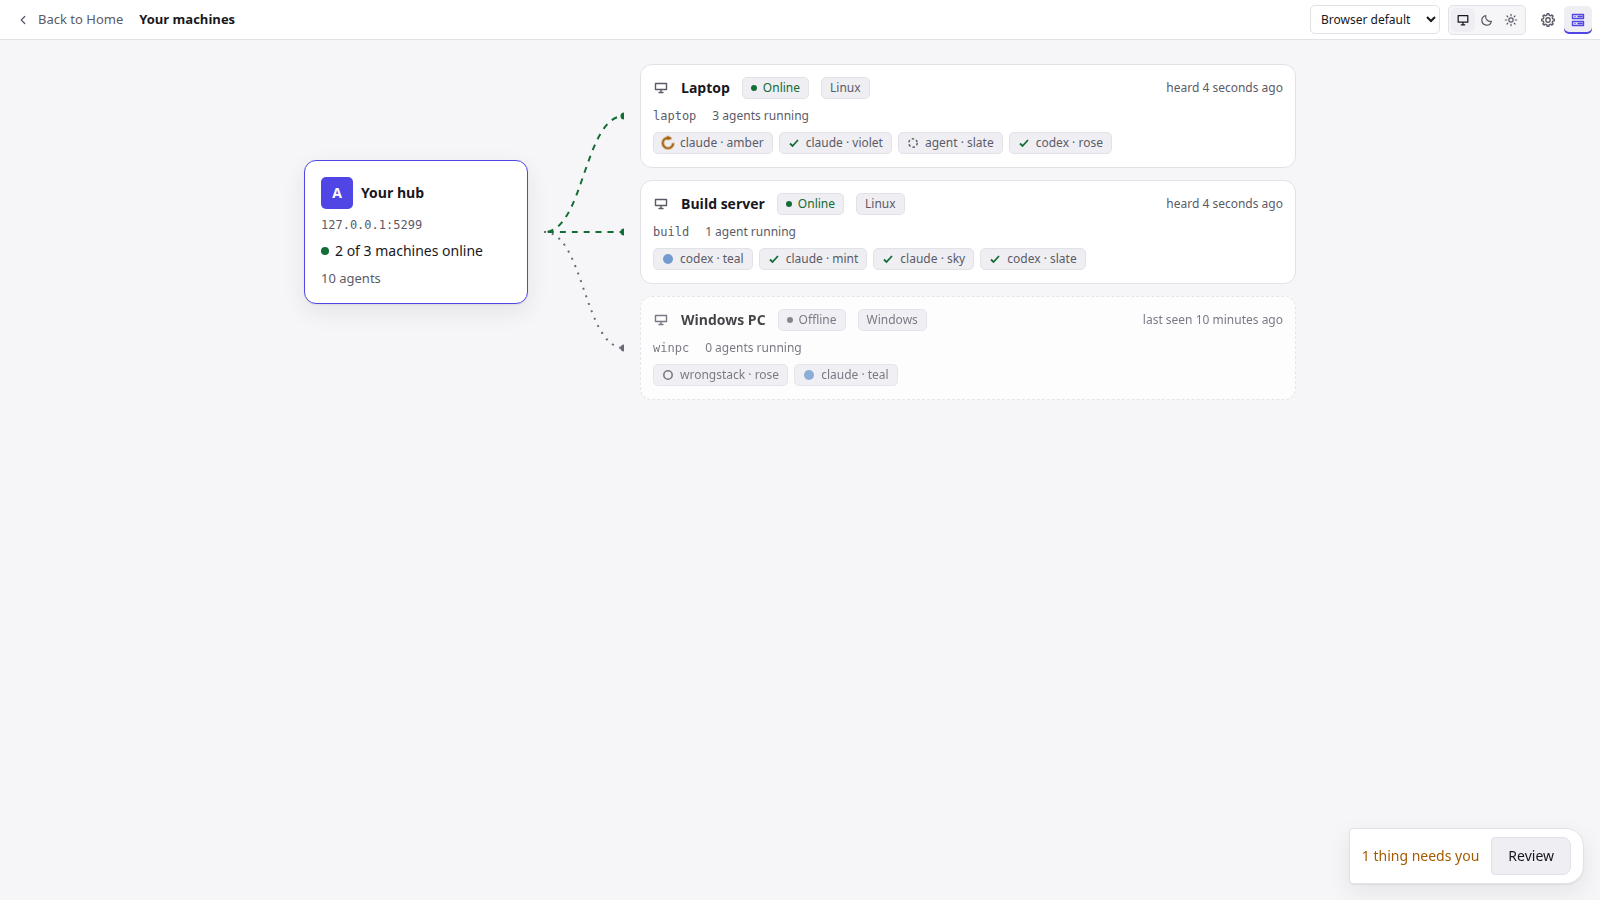 Back to Home Your machines Browser default
Laptop Online Linux heard 4 seconds ago
laptop 3 agents running
claude · amber claude · violet agent · slate codex · rose
A Your hub
127.0.0.1:5299
2 of 3 machines online
10 agents
Build server Online Linux heard 4 seconds ago
build 1 agent running
codex · teal claude · mint claude · sky codex · slate
Windows PC Offline Windows last seen 10 minutes ago
winpc 0 agents running
wrongstack · rose claude · teal
1 thing needs you Review